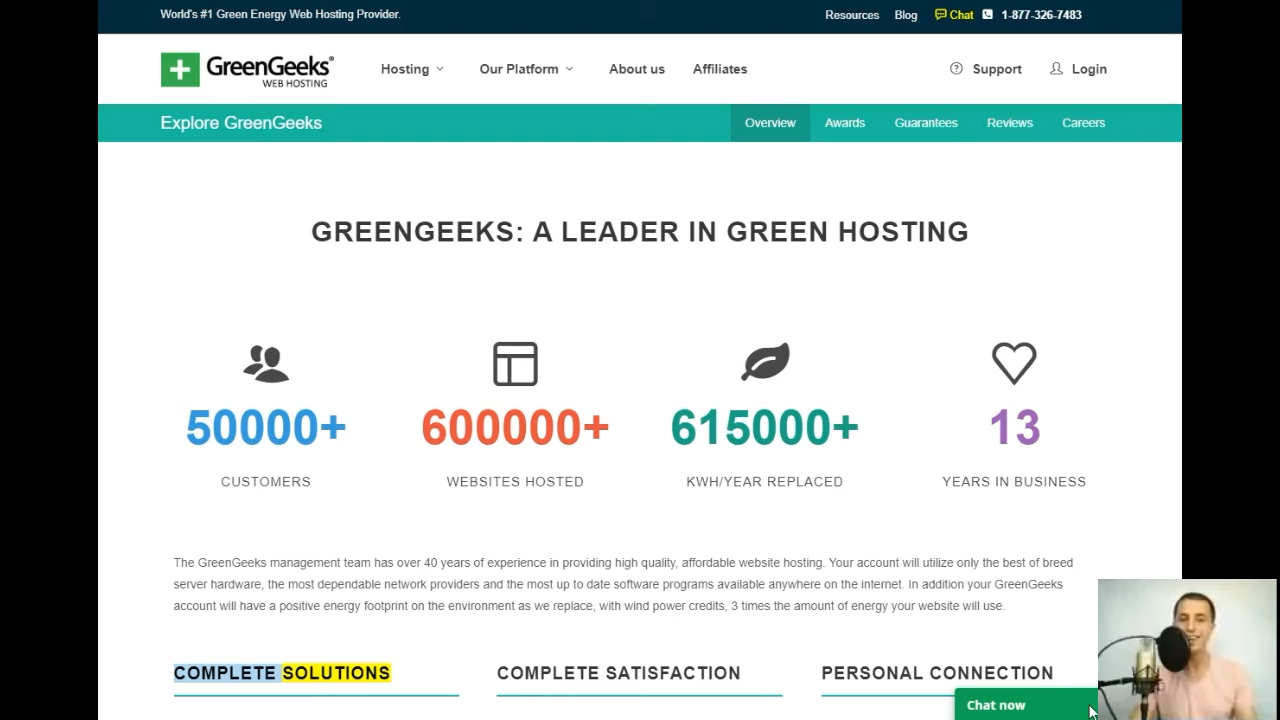 World's #1 Green Energy Web Hosting Provider.
Resources Blog Chat 1-877-326-7483
GreenGeeks®
WEB HOSTING
Hosting Our Platform About us Affiliates Support Login
Explore GreenGeeks Overview Awards Guarantees Reviews Careers
GREENGEEKS: A LEADER IN GREEN HOSTING
50000+ 600000+ 615000+ 13
CUSTOMERS WEBSITES HOSTED KWH/YEAR REPLACED YEARS IN BUSINESS
The GreenGeeks management team has over 40 years of experience in providing high quality, affordable website hosting. Your account will utilize only the best of breed
server hardware, the most dependable network providers and the most up to date software programs available anywhere on the internet. In addition your GreenGeeks
account will have a positive energy footprint on the environment as we replace, with wind power credits, 3 times the amount of energy your website will use.
COMPLETE SOLUTIONS COMPLETE SATISFACTION PERSONAL CONNECTION
Chat now